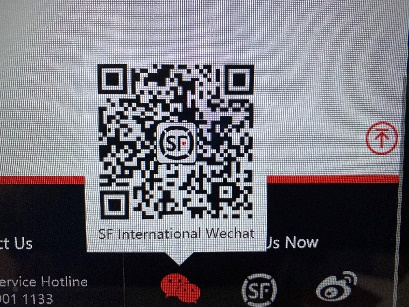 SF
SF International Wechat
ct Us
Us Now
ervice Hotline
001 1133
SF